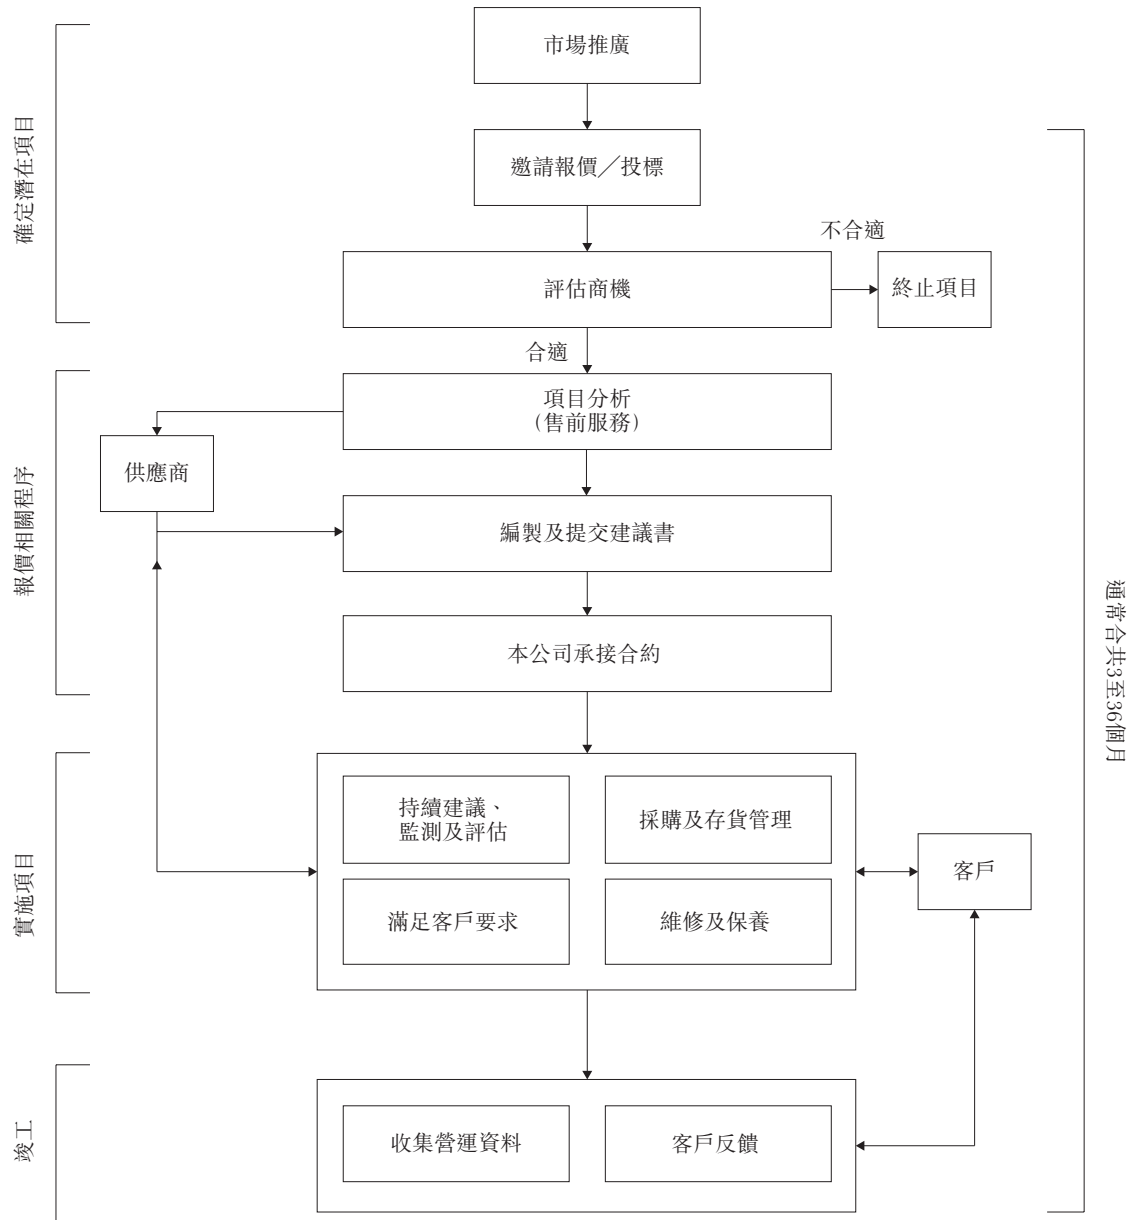 市場推廣
確定潛在項目
邀請報價／投標
不合適
評估商機
終止項目
合適
項目分析
(售前服務)
供應商
報價相關程序
編製及提交建議書
本公司承接合約
通常合共3至36個月
實施項目
持續建議、
監測及評估
採購及存貨管理
客戶
滿足客戶要求
維修及保養
竣工
收集營運資料
客戶反饋